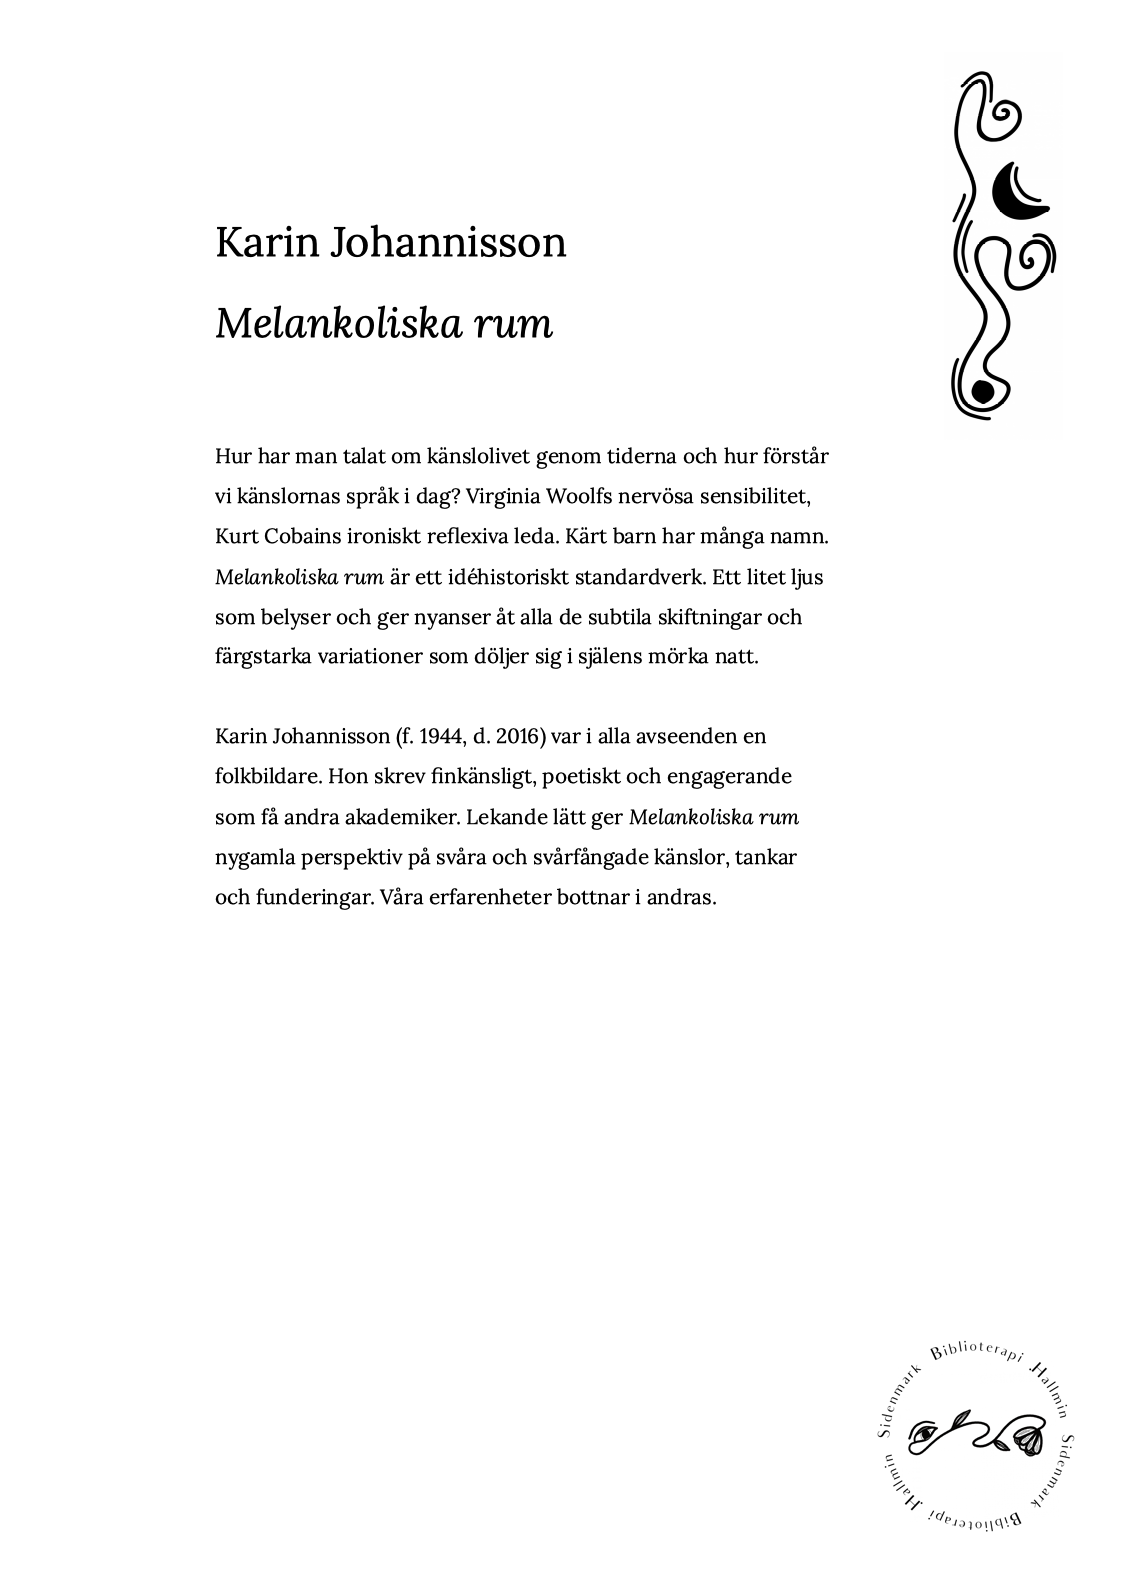 Karin Johannisson
Melankoliska rum
Hur har man talat om känslolivet genom tiderna och hur förstår
vi känslornas språk i dag? Virginia Woolfs nervösa sensibilitet,
Kurt Cobains ironiskt reflexiva leda. Kärt barn har många namn.
Melankoliska rum är ett idéhistoriskt standardverk. Ett litet ljus
som belyser och ger nyanser åt alla de subtila skiftningar och
färgstarka variationer som döljer sig i själens mörka natt.
Karin Johannisson (f. 1944, d. 2016) var i alla avseenden en
folkbildare. Hon skrev finkänsligt, poetiskt och engagerande
som få andra akademiker. Lekande lätt ger Melankoliska rum
nygamla perspektiv på svåra och svårfångade känslor, tankar
och funderingar. Våra erfarenheter bottnar i andras.
Biblioterapi Hallmin Sidenmark Biblioterapi Hallmin Sidenmark